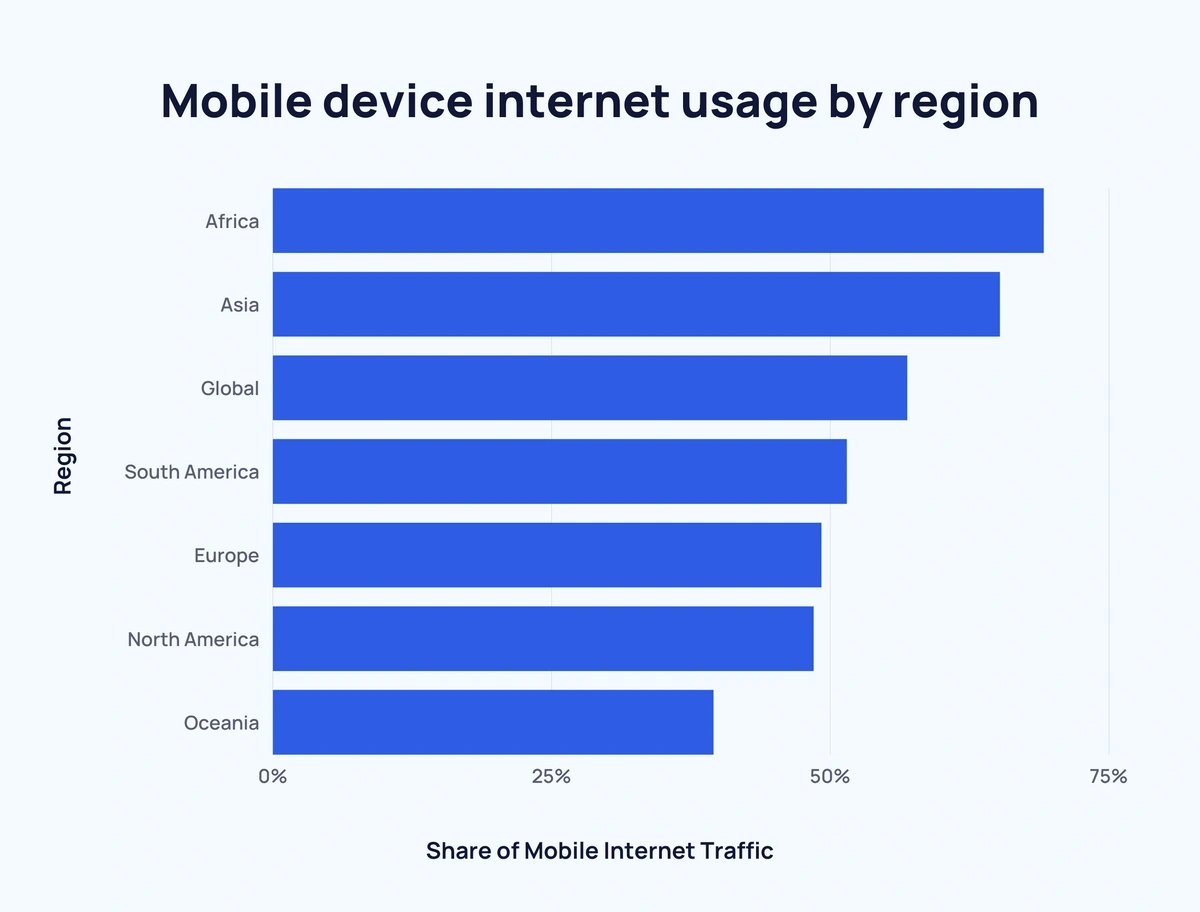 Mobile device internet usage by region
Region
Africa
Asia
Global
South America
Europe
North America
Oceania
0% 25% 50% 75%
Share of Mobile Internet Traffic